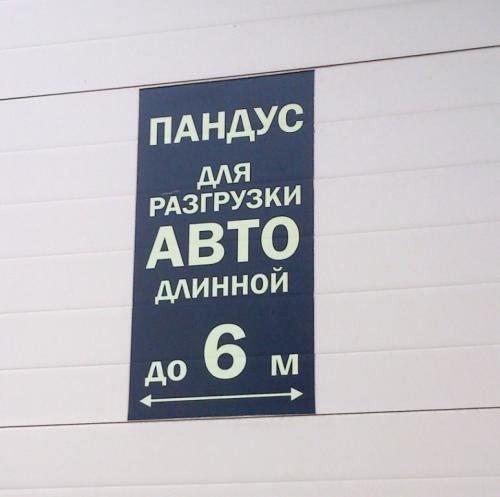 ПАНДУС
ДЛЯ
РАЗГРУЗКИ
АВТО
ДЛИННОЙ
ДО 6 М